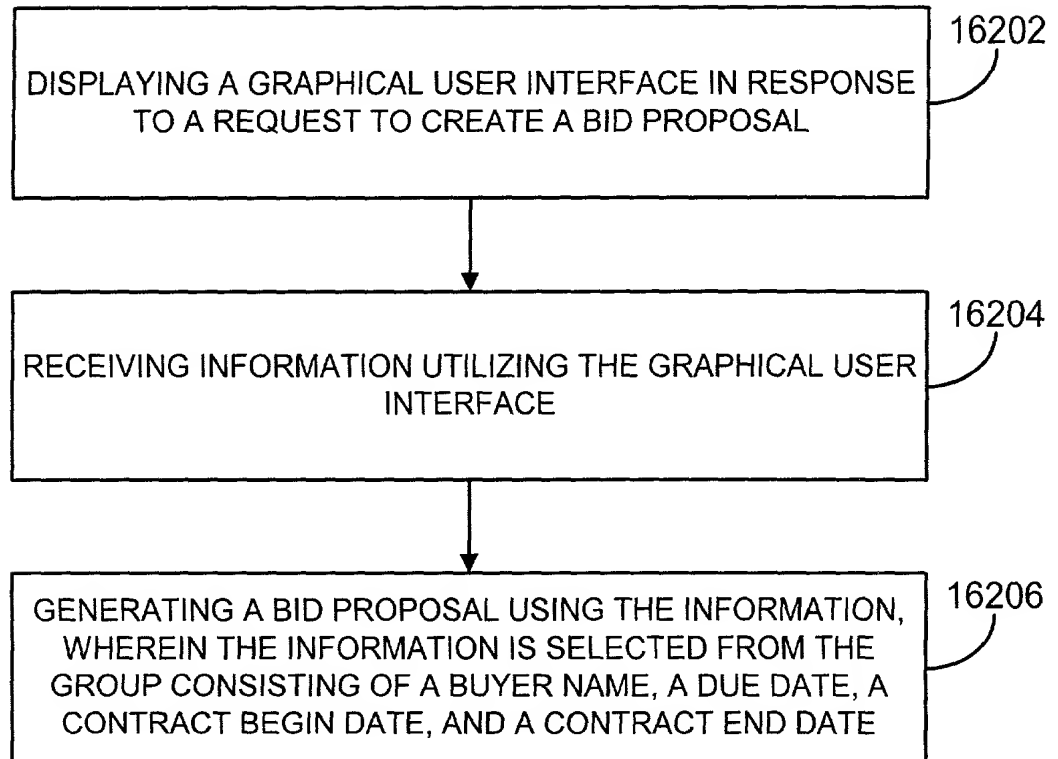 16202
DISPLAYING A GRAPHICAL USER INTERFACE IN RESPONSE
TO A REQUEST TO CREATE A BID PROPOSAL
16204
RECEIVING INFORMATION UTILIZING THE GRAPHICAL USER
INTERFACE
16206
GENERATING A BID PROPOSAL USING THE INFORMATION,
WHEREIN THE INFORMATION IS SELECTED FROM THE
GROUP CONSISTING OF A BUYER NAME, A DUE DATE, A
CONTRACT BEGIN DATE, AND A CONTRACT END DATE